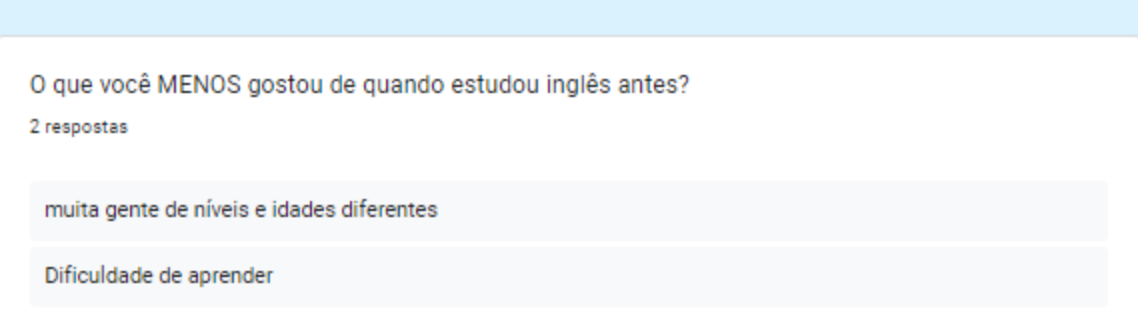 O que você MENOS gostou de quando estudou inglês antes?
2 respostas
muita gente de níveis e idades diferentes
Dificuldade de aprender